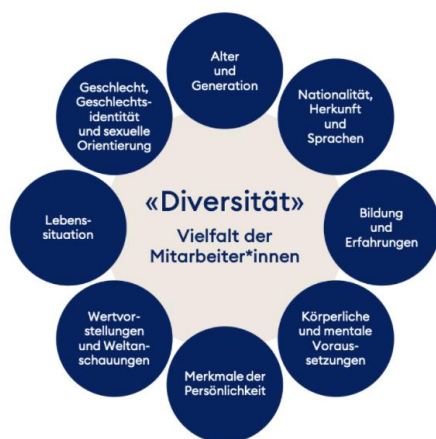 Alter
und
Generation
Nationalität,
Herkunft
und
Sprachen
Bildung
und
Erfahrungen
Körperliche
und mentale
Voraus-
setzungen
Merkmale der
Persönlichkeit
Wertvor-
stellungen
und Weltan-
schauungen
Lebens-
situation
Geschlecht,
Geschlechts-
identität
und sexuelle
Orientierung
«Diversität»
Vielfalt der
Mitarbeiter*innen